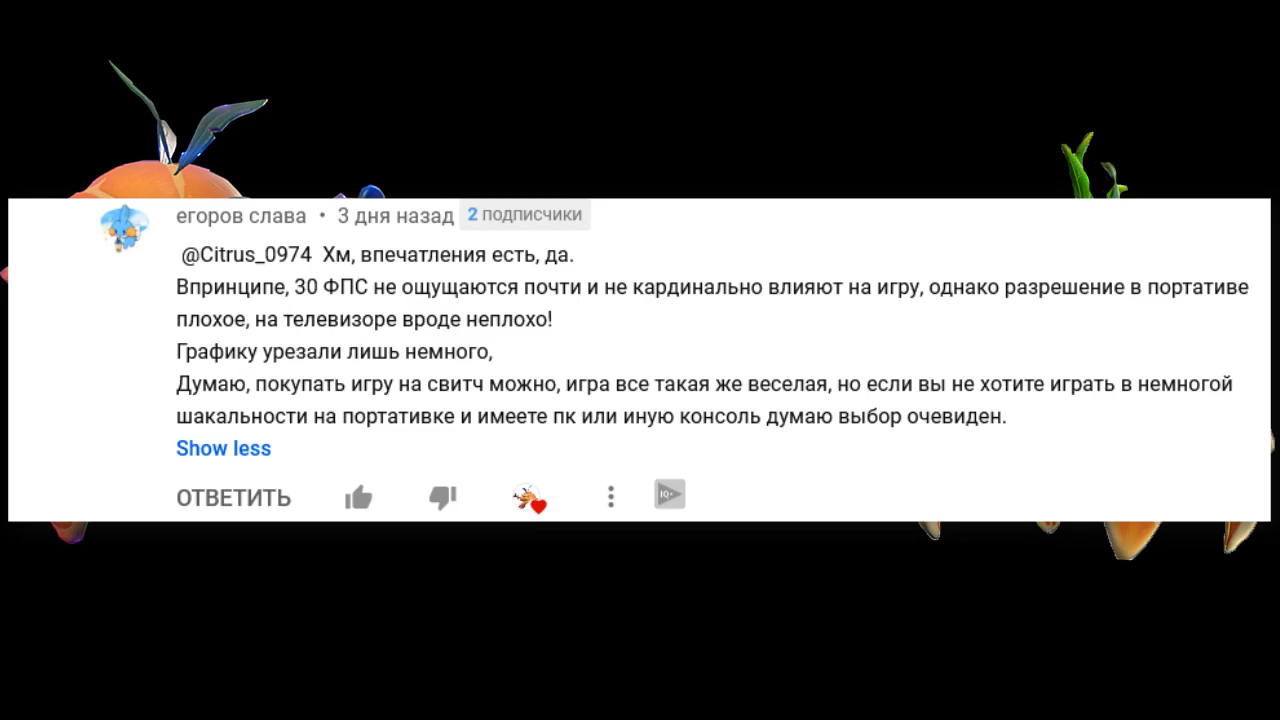 егоров слава • 3 дня назад 2 подписчики
@Citrus_0974 Хм, впечатления есть, да.
Впринципе, 30 ФПС не ощущаются почти и не кардинально влияют на игру, однако разрешение в портативе
плохое, на телевизоре вроде неплохо!
Графику урезали лишь немного,
Думаю, покупать игру на свитч можно, игра все такая же веселая, но если вы не хотите играть в немногой
шакальности на портативке и имеете пк или иную консоль думаю выбор очевиден.
Show less
ОТВЕТИТЬ
IQ+